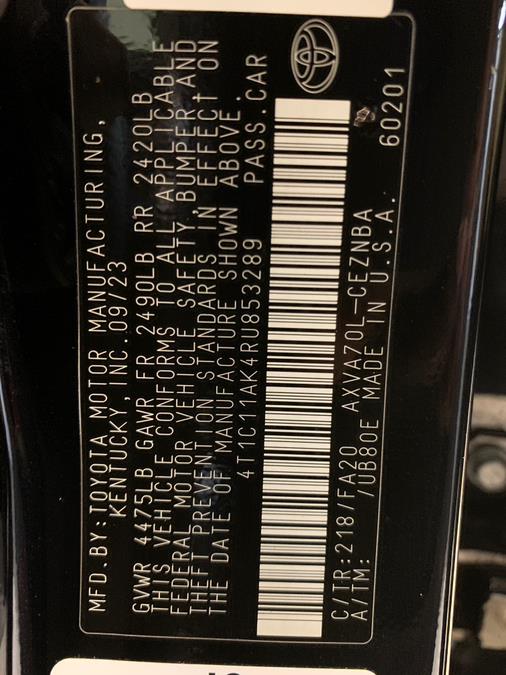 MFD.BY:TOYOTA MOTOR MANUFACTURING,
KENTUCKY, INC. 09/23
GVWR 4475LB GAWR FR 2490LB RR 2420LB
THIS VEHICLE CONFORMS TO ALL APPLICABLE
FEDERAL MOTOR VEHICLE SAFETY, BUMPER AND
THEFT PREVENTION STANDARDS IN EFFECT ON
THE DATE OF MANUFACTURE SHOWN ABOVE.
4T1C11AK4RU853289 PASS.CAR
C/TR:218/FA20 AXVA70L-CEZNBA 60201
A/TM: /UB80E MADE IN U.S.A.